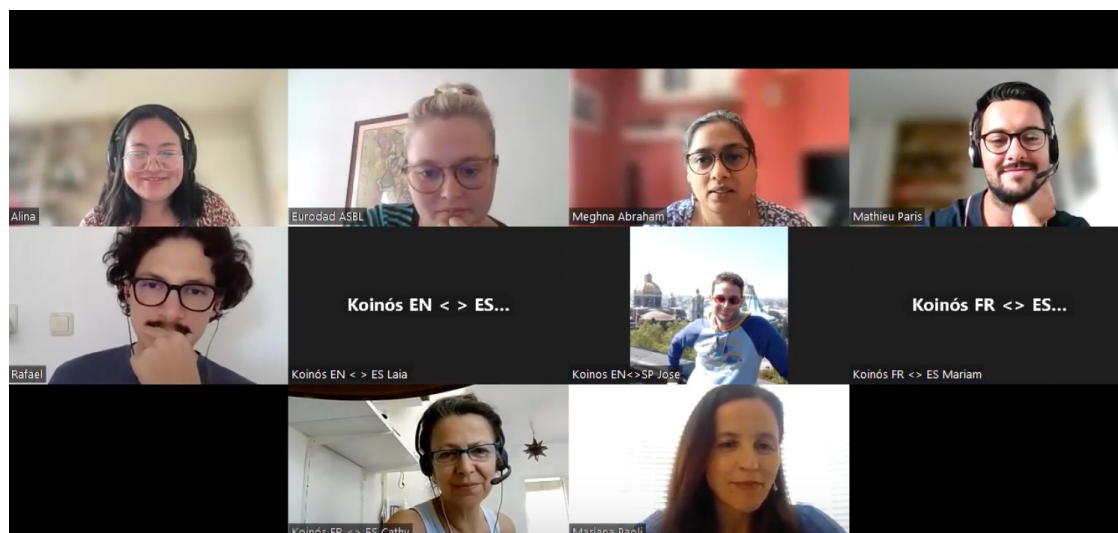 Alina
Eurodad ASBL
Meghna Abraham
Mathieu Paris
Rafael
Koinós EN < > ES...
Koinós EN < > ES Laia
Koinos EN<>SP Jose
Koinós FR <> ES...
Koinós FR <> ES Mariam
Koinós FR <> ES Cathy
Mariana Paoli